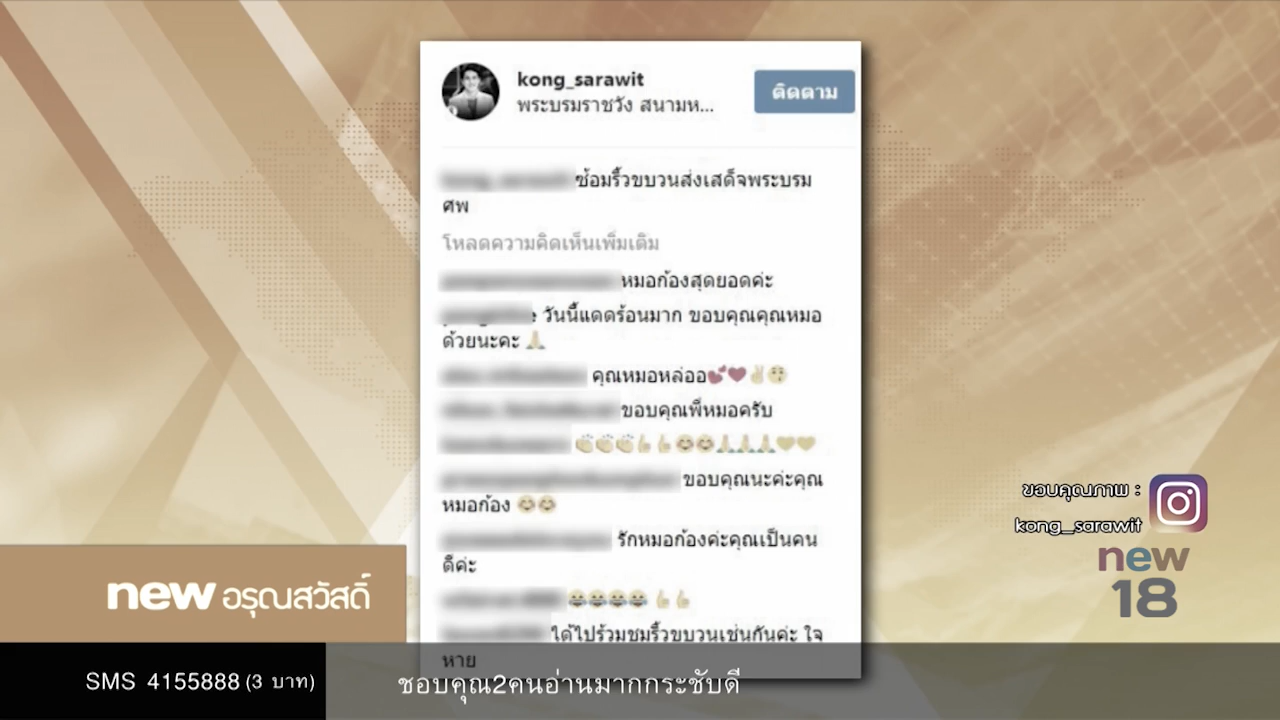 kong_sarawit
พระบรมราชวัง สนามห...
ติดตาม
ซ้อมริ้วขบวนส่งเสด็จพระบรม
ศพ
โหลดความคิดเห็นเพิ่มเติม
หมอก้องสุดยอดค่ะ
วันนี้แดดร้อนมาก ขอบคุณคุณหมอ
ด้วยนะคะ 🙏
คุณหมอหล่ออ💕❤✌😚
ขอบคุณพี่หมอครับ
👏👏👏👍👍😊😊🙏🙏🙏💛💛
ขอบคุณนะค่ะคุณ
หมอก้อง 😊😊
รักหมอก้องค่ะคุณเป็นคน
ดีค่ะ
😂😂😂😂 👍👍
ได้ไปร่วมชมริ้วขบวนเช่นกันค่ะ ใจ
หาย
ขอบคุณภาพ :
kong_sarawit
new
18
new อรุณสวัสดิ์
SMS 4155888 (3 บาท)
ชอบคุณ2คนอ่านมากกระชับดี